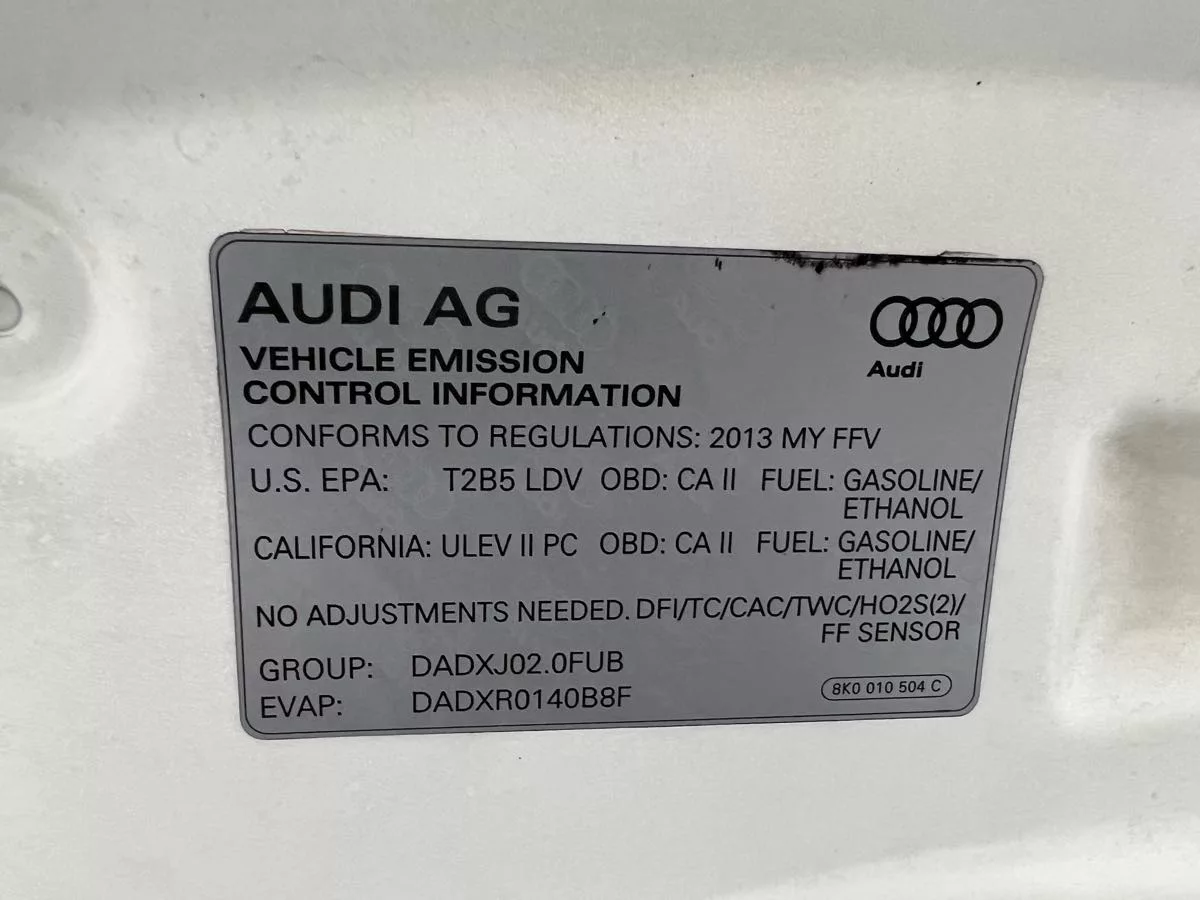 AUDI AG
Audi
VEHICLE EMISSION
CONTROL INFORMATION
CONFORMS TO REGULATIONS: 2013 MY FFV
U.S. EPA: T2B5 LDV OBD: CA II FUEL: GASOLINE/
ETHANOL
CALIFORNIA: ULEV II PC OBD: CA II FUEL: GASOLINE/
ETHANOL
NO ADJUSTMENTS NEEDED. DFI/TC/CAC/TWC/HO2S(2)/
FF SENSOR
GROUP: DADXJ02.0FUB
EVAP: DADXR0140B8F
8K0 010 504 C